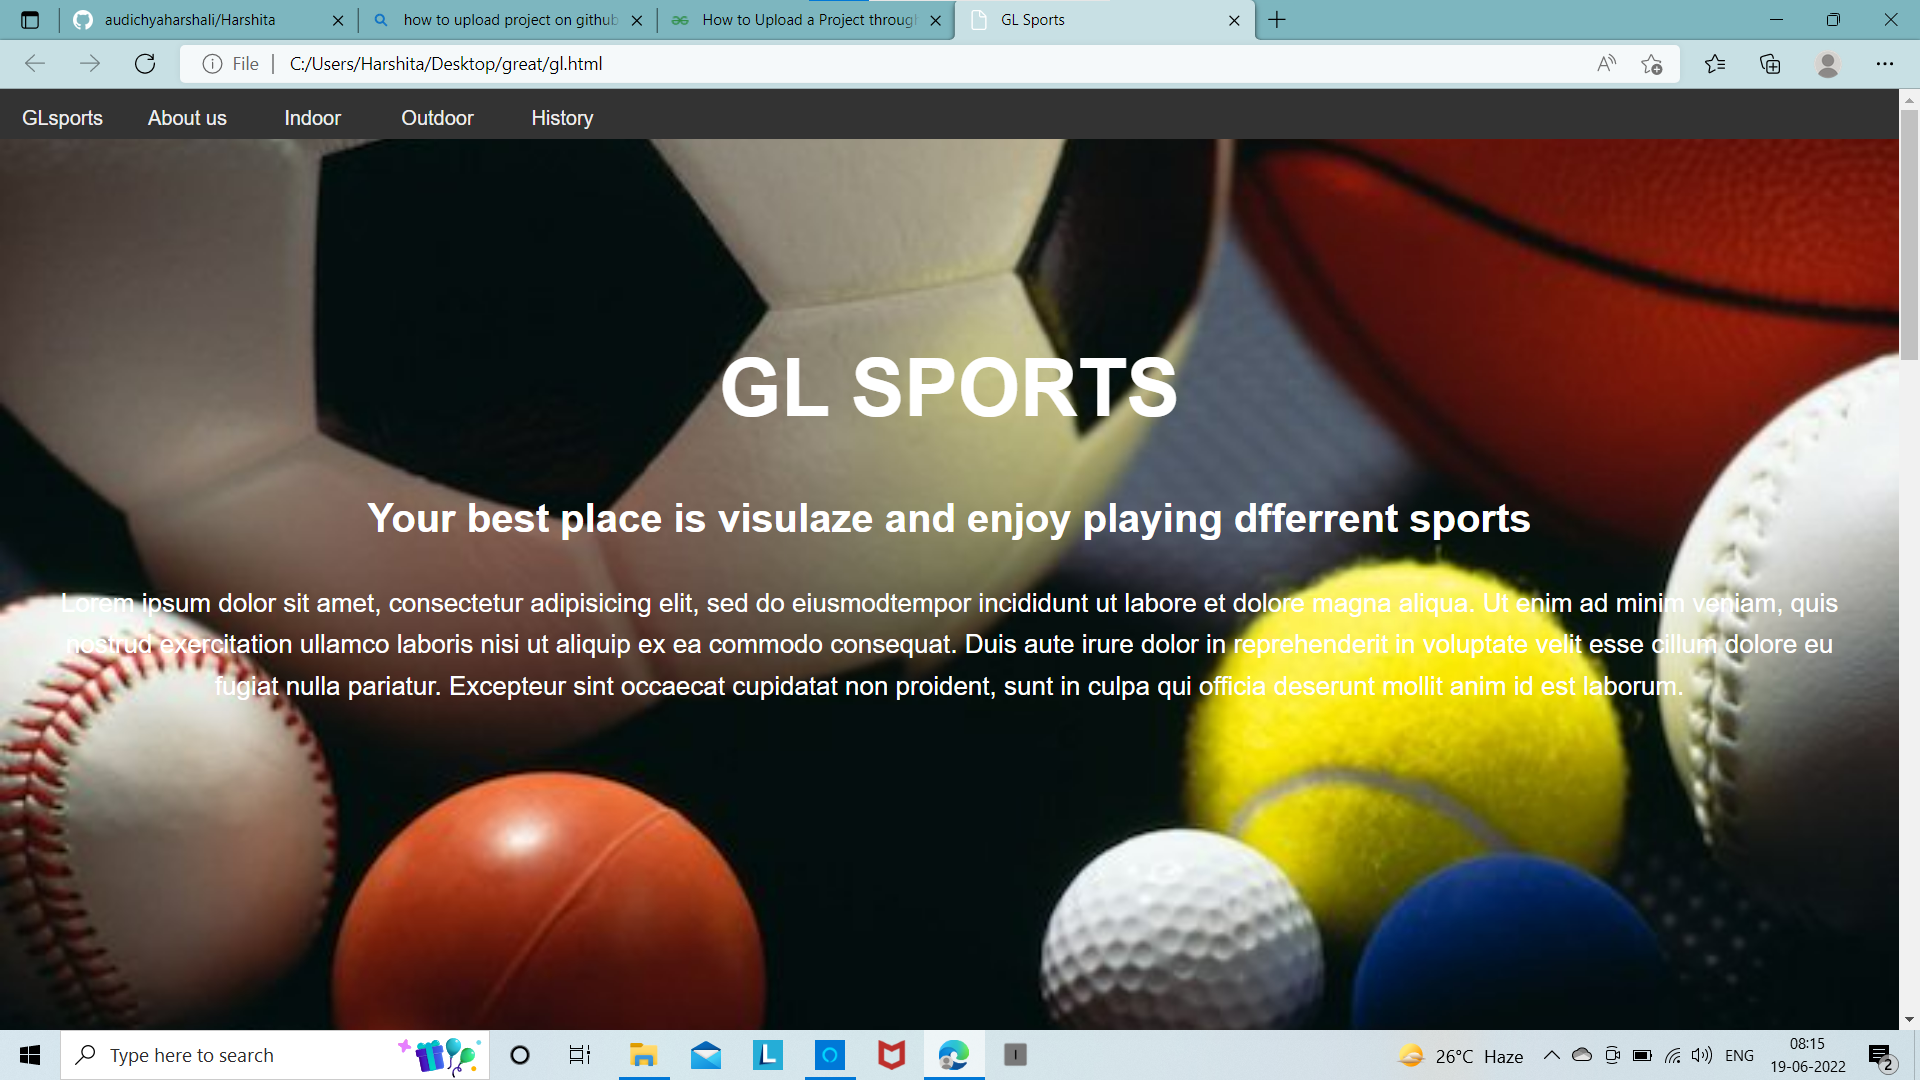 audichyaharshali/Harshita
how to upload project on github
How to Upload a Project throug
GL Sports
File
C:/Users/Harshita/Desktop/great/gl.html
GLsports
About us
Indoor
Outdoor
History
GL SPORTS
Your best place is visulaze and enjoy playing dfferrent sports
Lorem ipsum dolor sit amet, consectetur adipisicing elit, sed do eiusmodtempor incididunt ut labore et dolore magna aliqua. Ut enim ad minim veniam, quis
nostrud exercitation ullamco laboris nisi ut aliquip ex ea commodo consequat. Duis aute irure dolor in reprehenderit in voluptate velit esse cillum dolore eu
fugiat nulla pariatur. Excepteur sint occaecat cupidatat non proident, sunt in culpa qui officia deserunt mollit anim id est laborum.
Type here to search
L
I
26°C Haze
ENG
08:15
19-06-2022
2